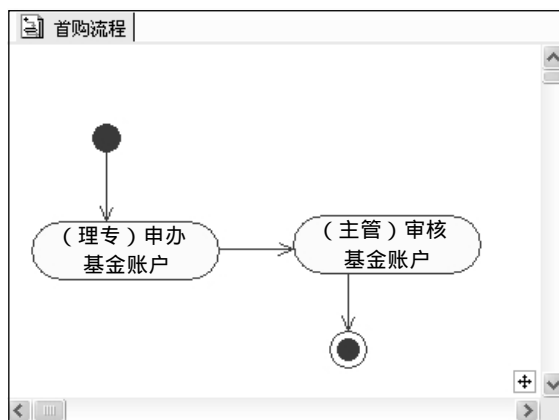 首购流程
（理专）申办
基金账户
（主管）审核
基金账户